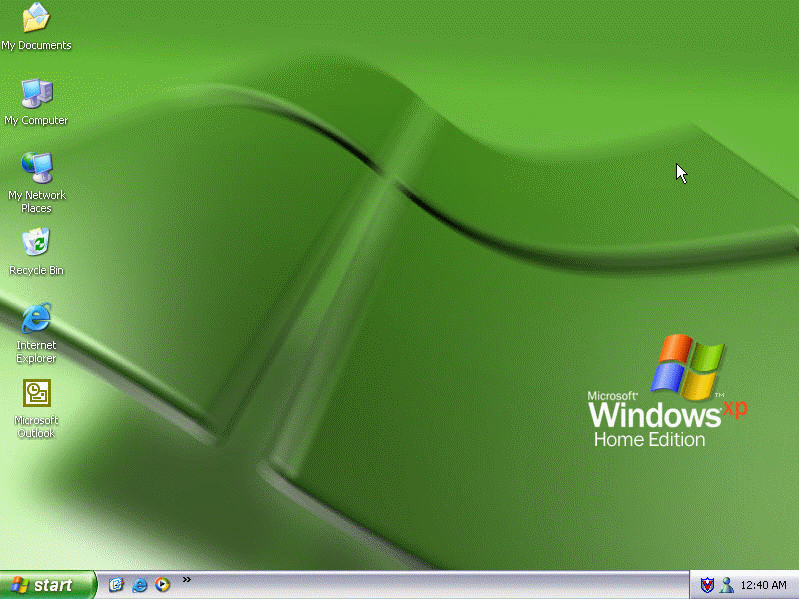 My Documents
My Computer
My Network
Places
Recycle Bin
Internet
Explorer
Microsoft
Outlook
Microsoft®
Windows xp ™
Home Edition
start
»
12:40 AM